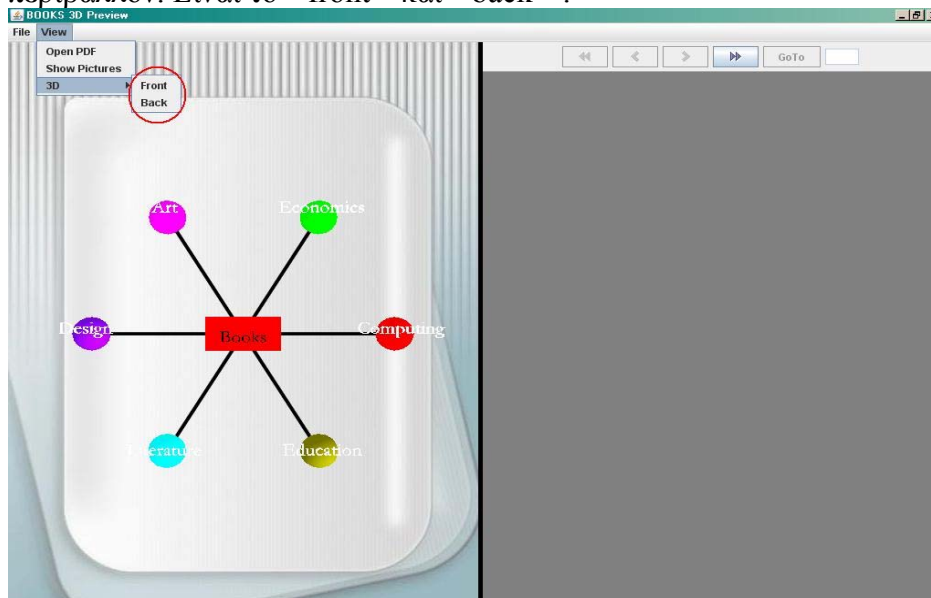 BOOKS 3D Preview
File View
Open PDF
Show Pictures
3D
Front
Back
GoTo
Art
Economics
Design
Books
Computing
Literature
Education